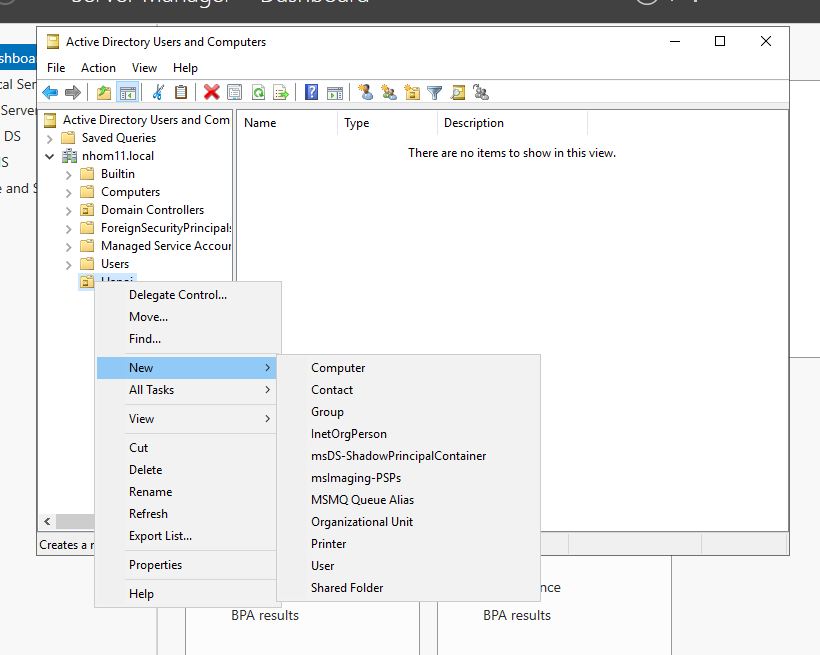 Server Manager Dashboard
Active Directory Users and Computers
File Action View Help
Active Directory Users and Com
Saved Queries
nhom11.local
Builtin
Computers
Domain Controllers
ForeignSecurityPrincipals
Managed Service Accour
Users
Hanoi
Name Type Description
There are no items to show in this view.
Delegate Control...
Move...
Find...
New
All Tasks
View
Cut
Delete
Rename
Refresh
Export List...
Properties
Help
Computer
Contact
Group
InetOrgPerson
msDS-ShadowPrincipalContainer
msImaging-PSPs
MSMQ Queue Alias
Organizational Unit
Printer
User
Shared Folder
Creates a
shboa
cal Ser
Server
DS
and S
nce
BPA results
BPA results